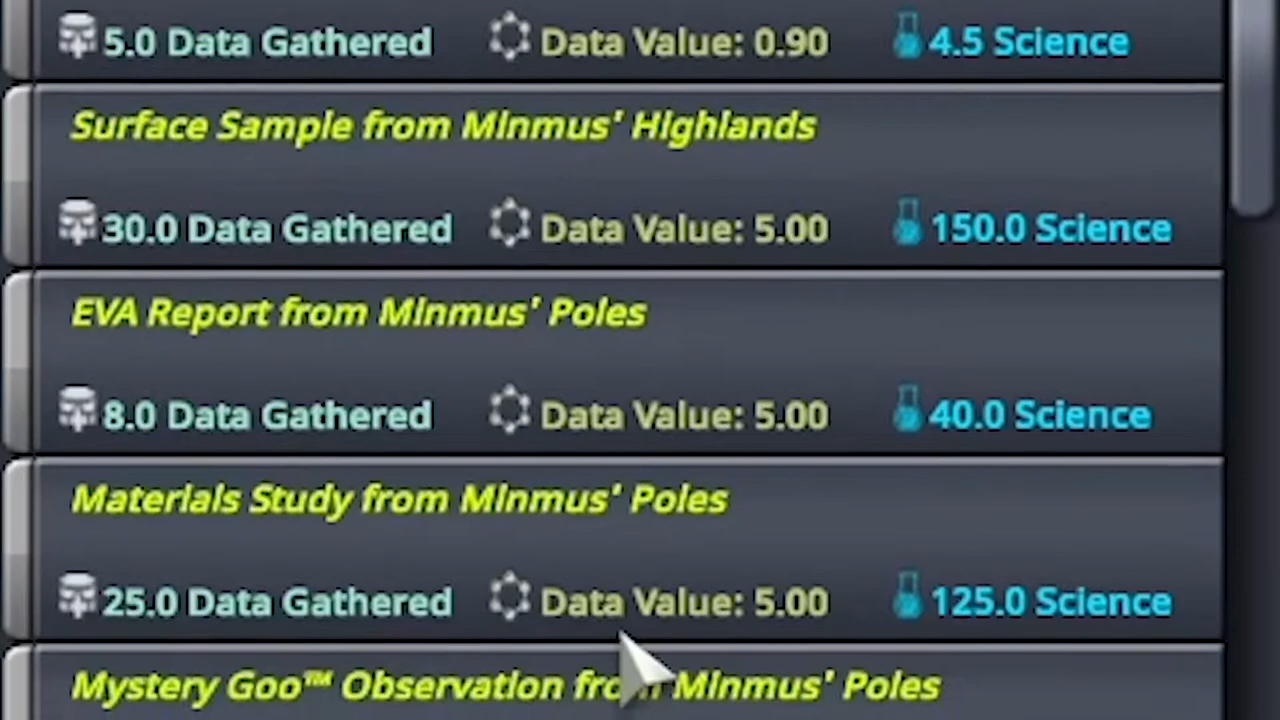 5.0 Data Gathered Data Value: 0.90 4.5 Science
Surface Sample from Minmus' Highlands
30.0 Data Gathered Data Value: 5.00 150.0 Science
EVA Report from Minmus' Poles
8.0 Data Gathered Data Value: 5.00 40.0 Science
Materials Study from Minmus' Poles
25.0 Data Gathered Data Value: 5.00 125.0 Science
Mystery Goo™ Observation from Minmus' Poles